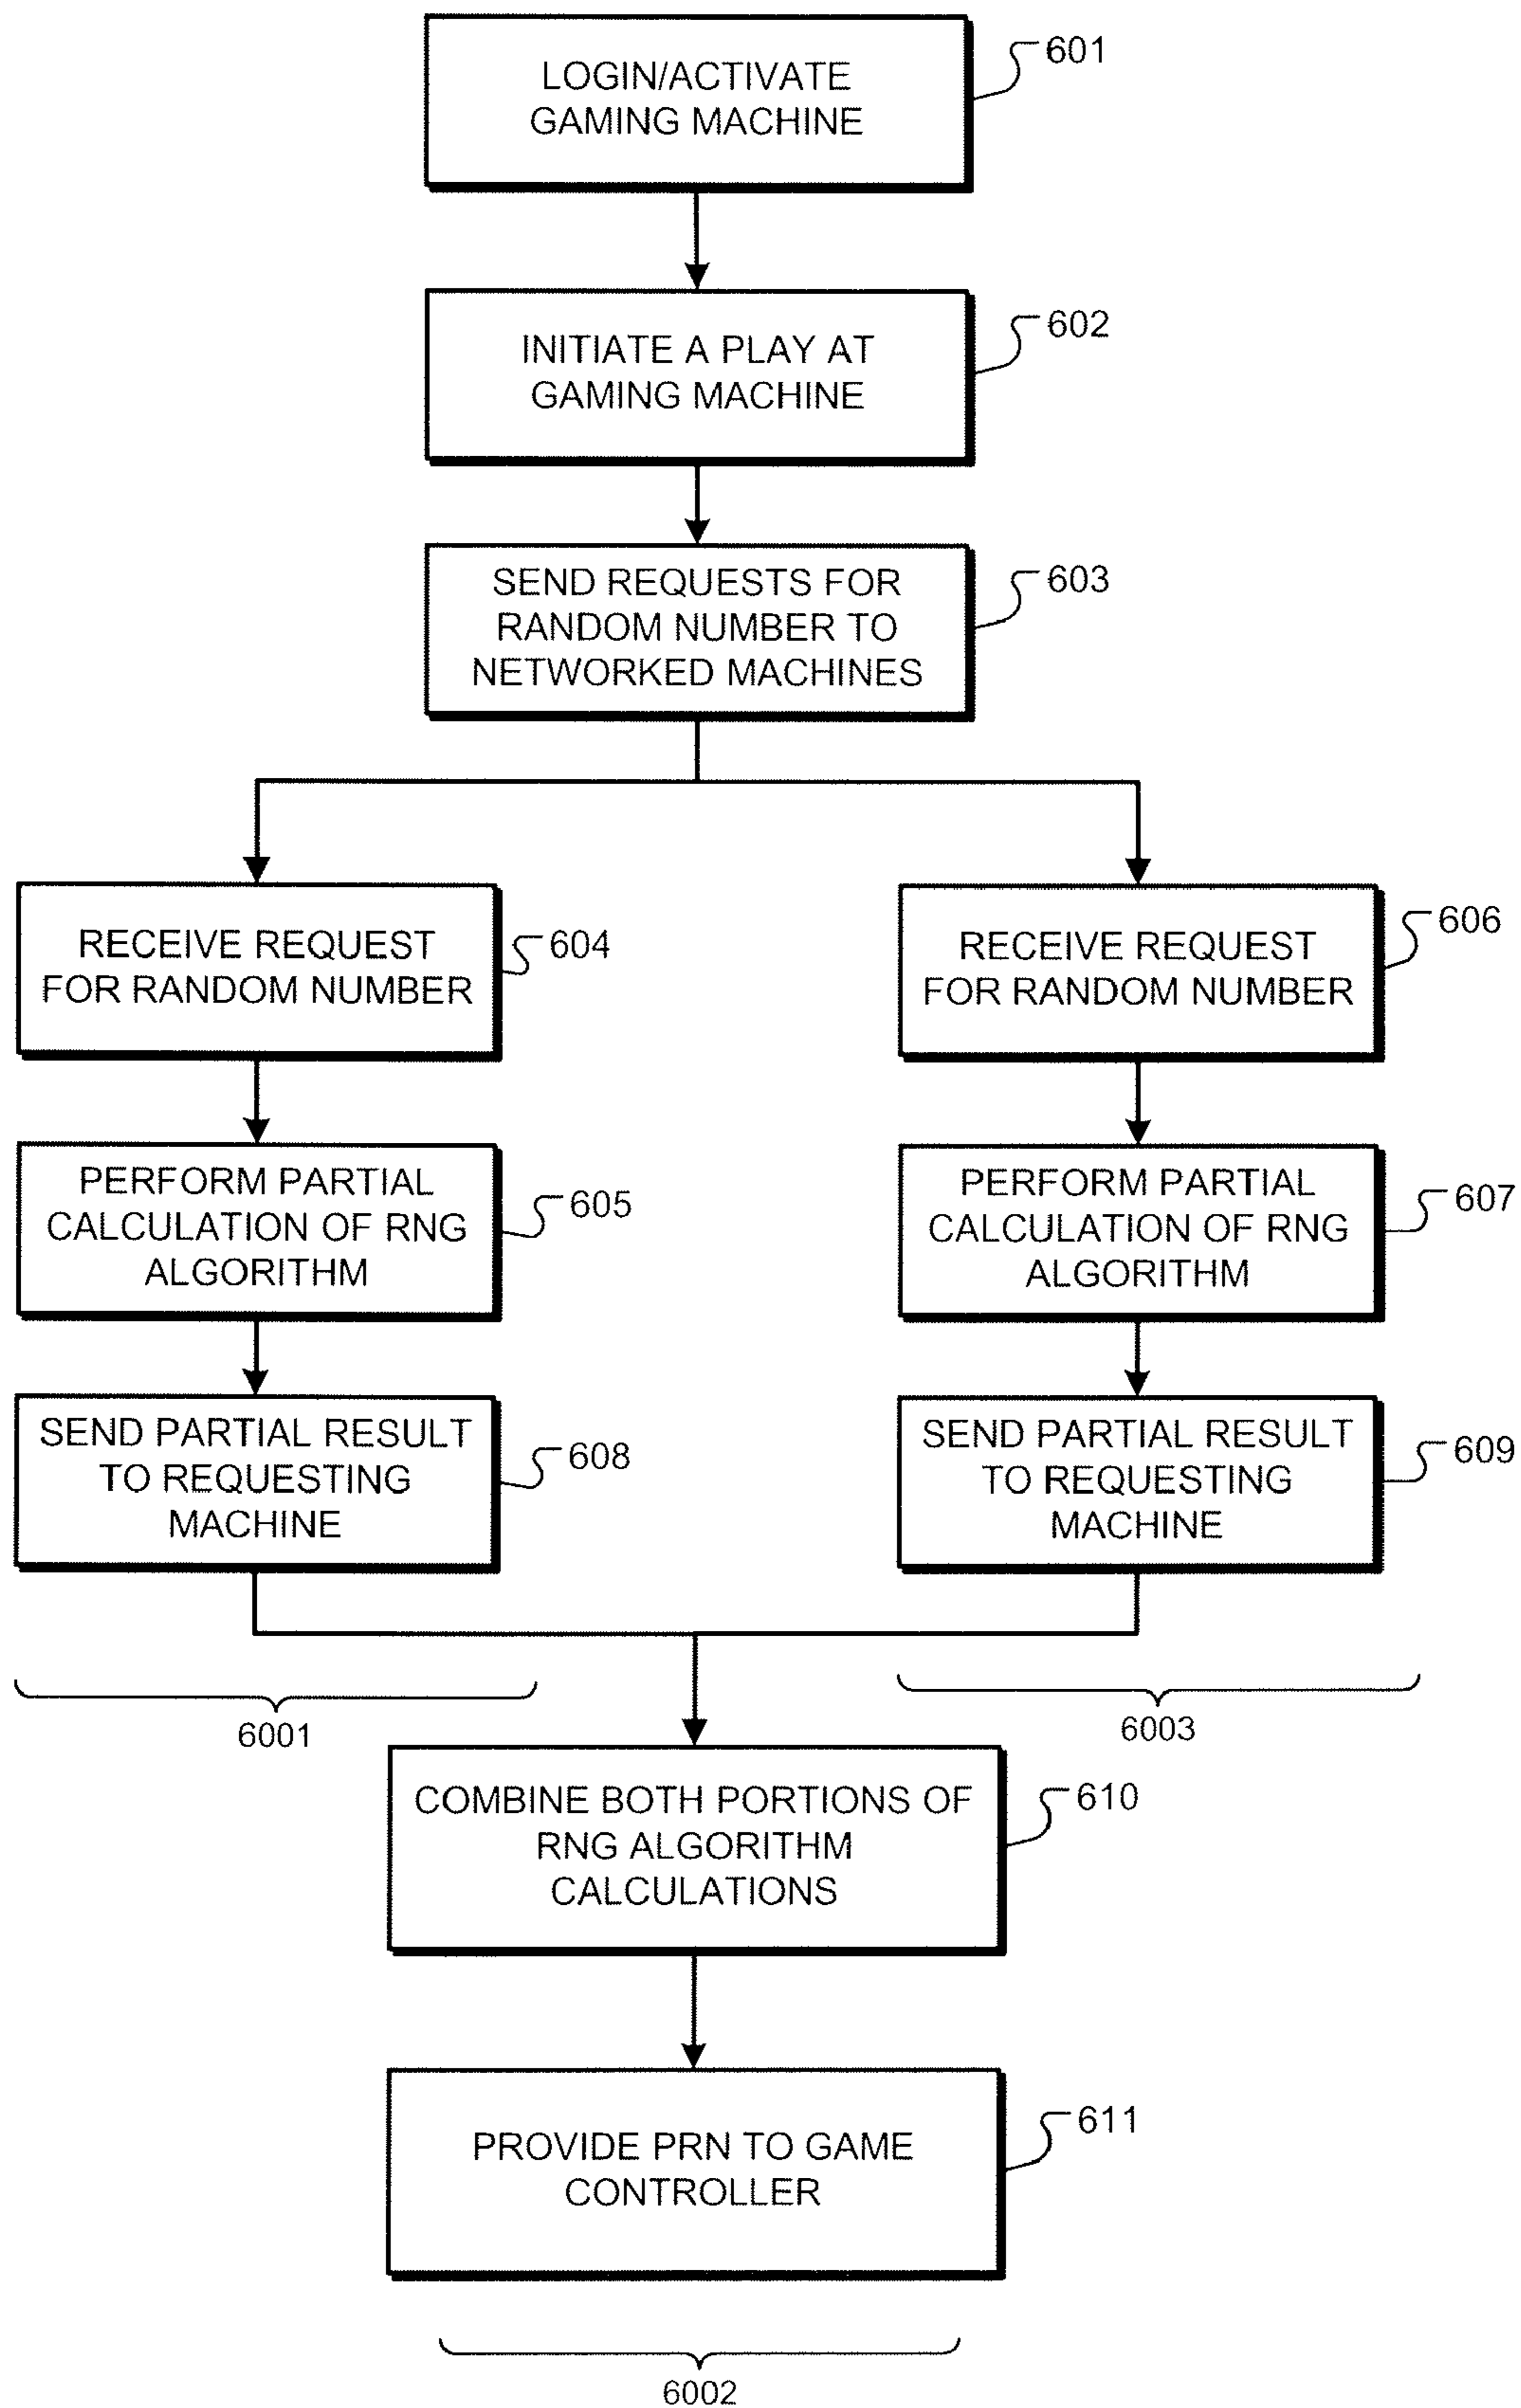 LOGIN/ACTIVATE
GAMING MACHINE
601
INITIATE A PLAY AT
GAMING MACHINE
602
SEND REQUESTS FOR
RANDOM NUMBER TO
NETWORKED MACHINES
603
RECEIVE REQUEST
FOR RANDOM NUMBER
604
RECEIVE REQUEST
FOR RANDOM NUMBER
606
PERFORM PARTIAL
CALCULATION OF RNG
ALGORITHM
605
PERFORM PARTIAL
CALCULATION OF RNG
ALGORITHM
607
SEND PARTIAL RESULT
TO REQUESTING
MACHINE
608
SEND PARTIAL RESULT
TO REQUESTING
MACHINE
609
6001
6003
COMBINE BOTH PORTIONS OF
RNG ALGORITHM
CALCULATIONS
610
PROVIDE PRN TO GAME
CONTROLLER
611
6002